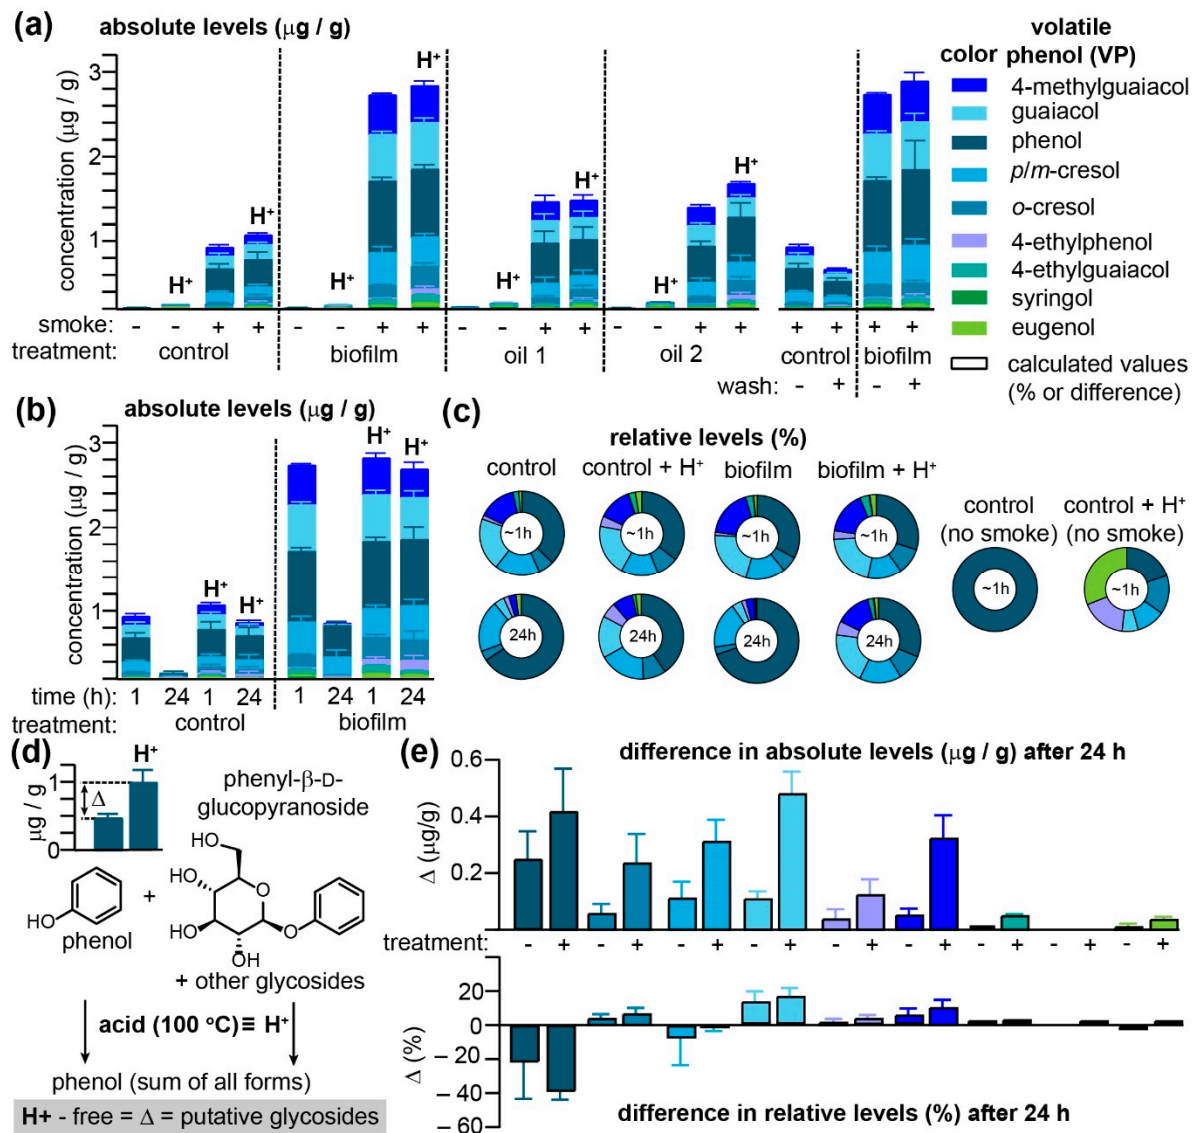 (a) absolute levels (μg / g)
concentration (μg / g)
3
2
1
H⁺ H⁺ H⁺ H⁺ H⁺ H⁺ H⁺ H⁺
smoke: - - + + - - + + - - + + - - + + + + + +
treatment: control biofilm oil 1 oil 2 control biofilm
wash: - + - +
color volatile phenol (VP)
4-methylguaiacol
guaiacol
phenol
p/m-cresol
o-cresol
4-ethylphenol
4-ethylguaiacol
syringol
eugenol
calculated values
(% or difference)
(b) absolute levels (μg / g)
concentration (μg / g)
3
2
1
H⁺ H⁺ H⁺ H⁺
time (h): 1 24 1 24 1 24 1 24
treatment: control biofilm
(c) relative levels (%)
control control + H⁺ biofilm biofilm + H⁺
~1h ~1h ~1h ~1h
24h 24h 24h 24h
control (no smoke)
control + H⁺ (no smoke)
~1h ~1h
(d)
μg / g
1
0
Δ
H⁺
phenyl-β-D-
glucopyranoside
HO
HO
HO
O
O
OH
HO
phenol
+
+ other glycosides
acid (100 °C)≡ H⁺
phenol (sum of all forms)
H+ - free = Δ = putative glycosides
(e) difference in absolute levels (μg / g) after 24 h
Δ (μg/g)
0.6
0.4
0.2
treatment: - + - + - + - + - + - + - + - + - +
Δ (%)
20
0
– 20
– 40
– 60
difference in relative levels (%) after 24 h